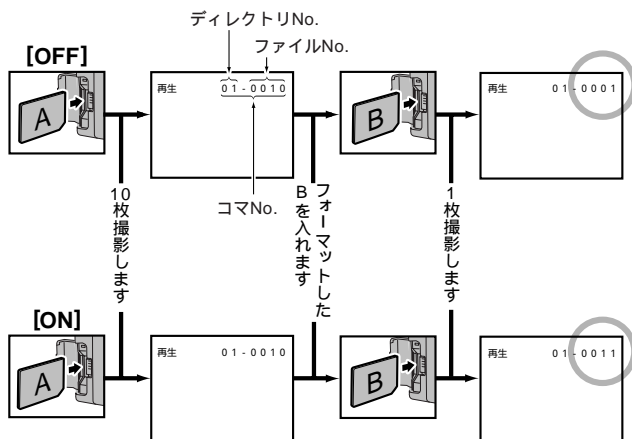 ディレクトリNo.
ファイルNo.
[OFF]
A
再生 01-0010
コマNo.
B
再生 01-0001
10枚撮影します
フォーマットした
Bを入れます
1枚撮影します
[ON]
A
再生 01-0010
B
再生 01-0011